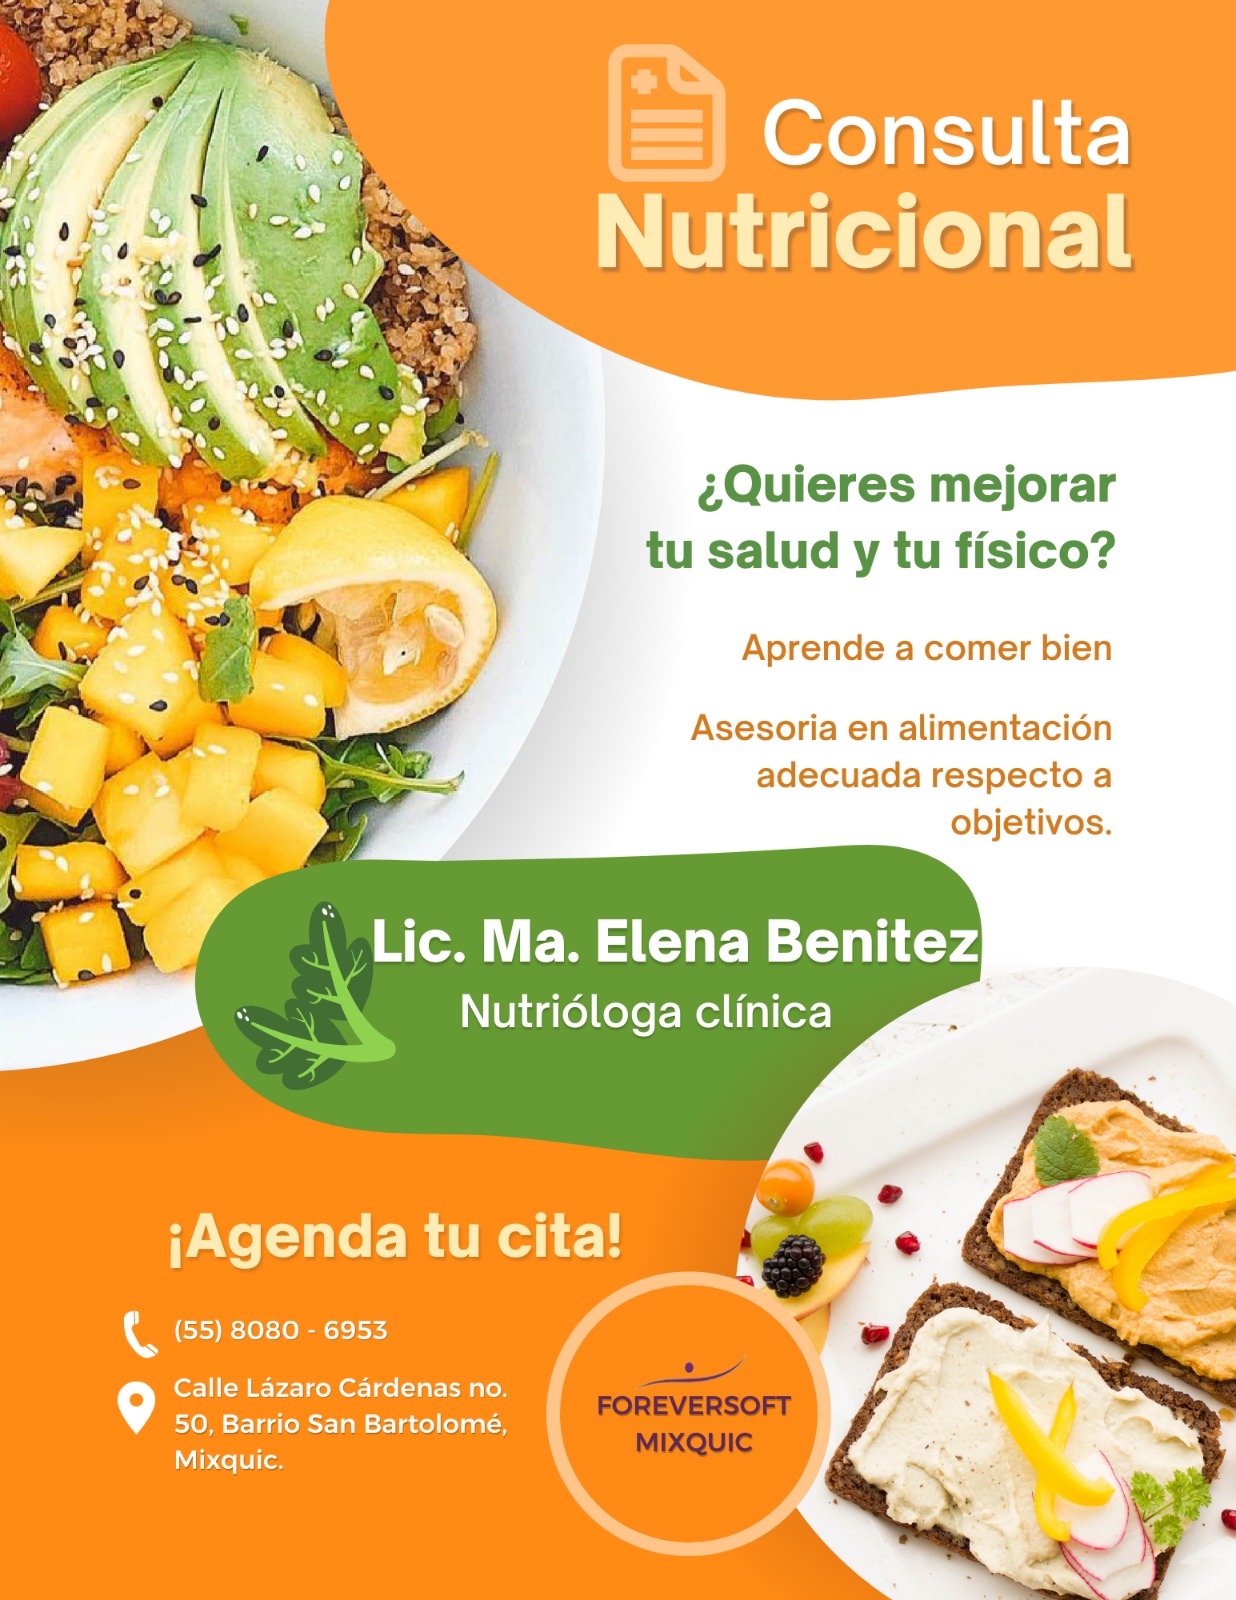 Consulta
Nutricional
¿Quieres mejorar
tu salud y tu físico?
Aprende a comer bien
Asesoria en alimentación
adecuada respecto a
objetivos.
Lic. Ma. Elena Benitez
Nutrióloga clínica
¡Agenda tu cita!
(55) 8080 - 6953
Calle Lázaro Cárdenas no.
50, Barrio San Bartolomé,
Mixquic.
FOREVERSOFT
MIXQUIC